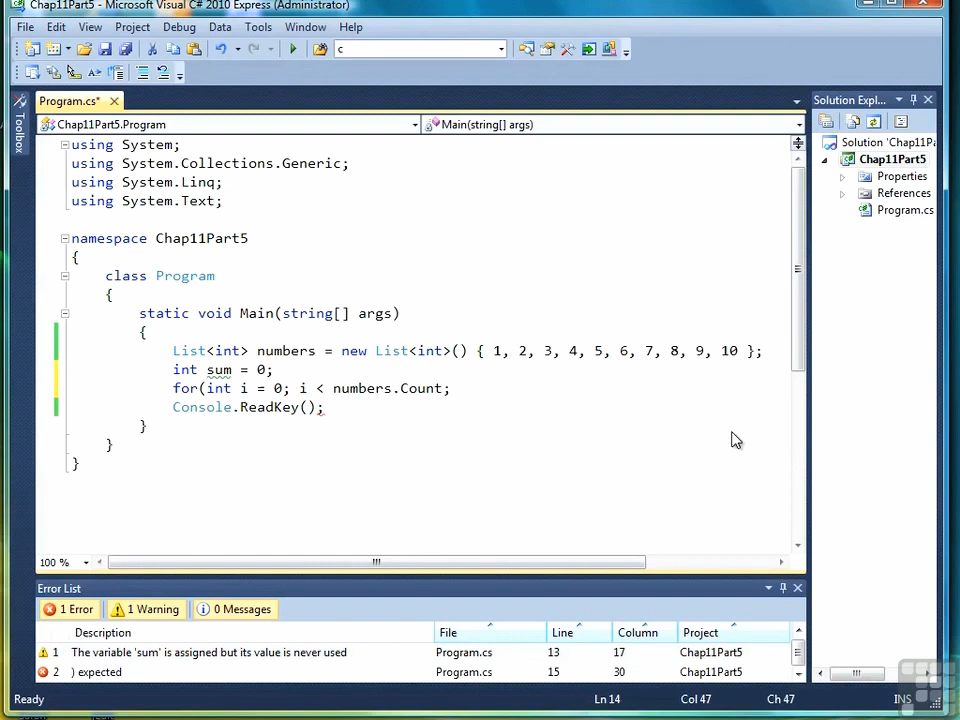 Chap11Part5 - Microsoft Visual C# 2010 Express (Administrator)
File Edit View Project Debug Data Tools Window Help
c
Program.cs* Solution Expl...
Toolbox
Chap11Part5.Program Main(string[] args)
Solution 'Chap11Pa
Chap11Part5
Properties
References
Program.cs
using System;
using System.Collections.Generic;
using System.Linq;
using System.Text;
namespace Chap11Part5
{
class Program
{
static void Main(string[] args)
{
List<int> numbers = new List<int>() { 1, 2, 3, 4, 5, 6, 7, 8, 9, 10 };
int sum = 0;
for(int i = 0; i < numbers.Count;
Console.ReadKey();
}
}
}
100 %
Error List
1 Error 1 Warning 0 Messages
Description File Line Column Project
1 The variable 'sum' is assigned but its value is never used Program.cs 13 17 Chap11Part5
2 ) expected Program.cs 15 30 Chap11Part5
Ready Ln 14 Col 47 Ch 47 INS